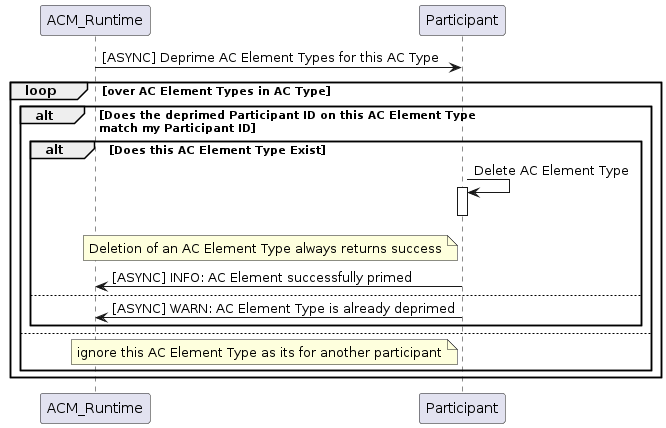 ACM_Runtime
Participant
[ASYNC] Deprime AC Element Types for this AC Type
loop
[over AC Element Types in AC Type]
alt
[Does the deprimed Participant ID on this AC Element Type
match my Participant ID]
alt
[Does this AC Element Type Exist]
Delete AC Element Type
Deletion of an AC Element Type always returns success
[ASYNC] INFO: AC Element successfully primed
[ASYNC] WARN: AC Element Type is already deprimed
ignore this AC Element Type as its for another participant
ACM_Runtime
Participant